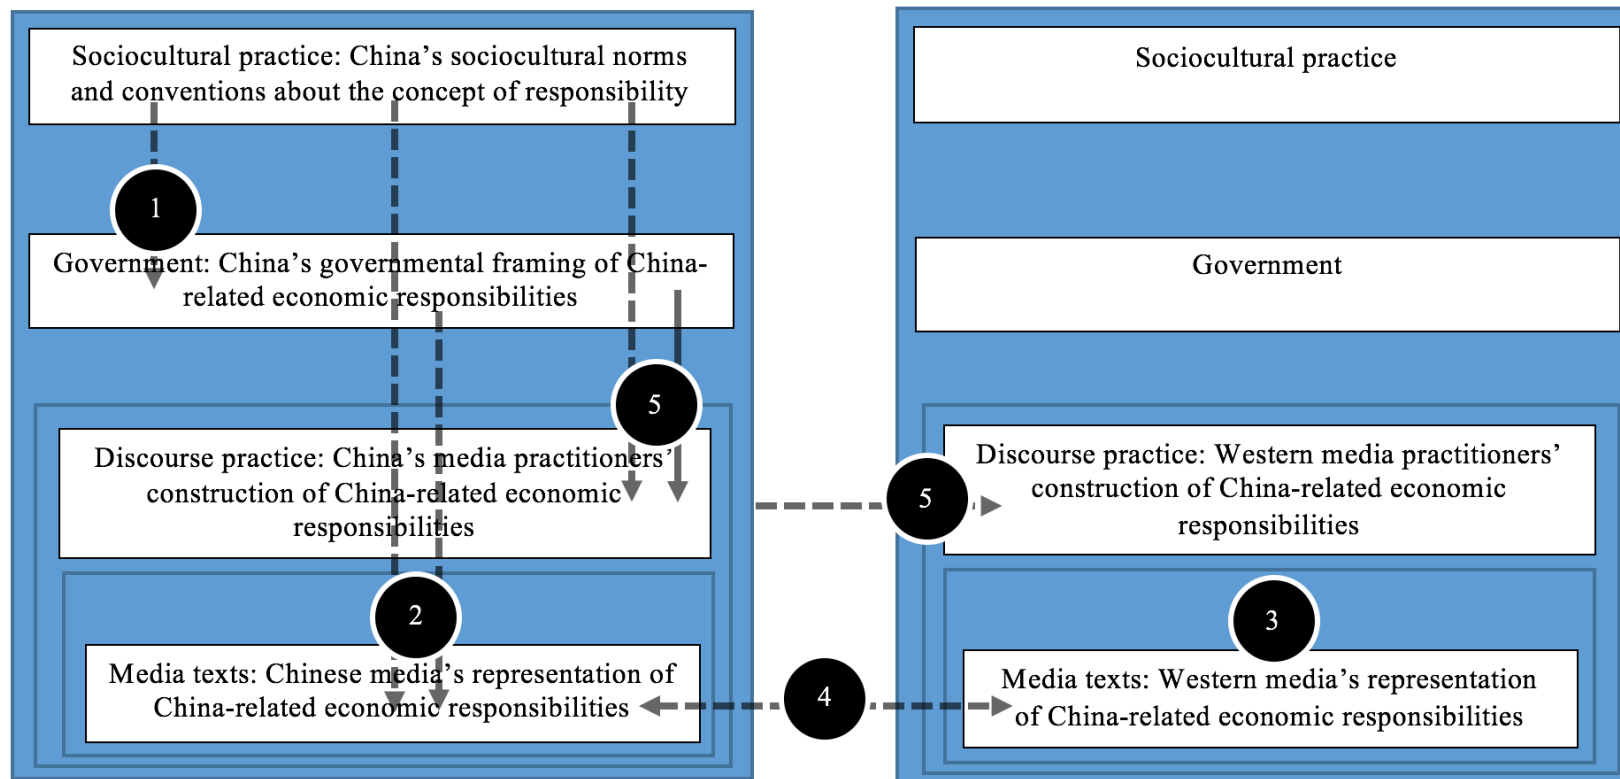 Sociocultural practice: China’s sociocultural norms
and conventions about the concept of responsibility
1
Government: China’s governmental framing of China-
related economic responsibilities
5
Discourse practice: China’s media practitioners’
construction of China-related economic
responsibilities
2
Media texts: Chinese media’s representation of
China-related economic responsibilities
4
5
Sociocultural practice
Government
Discourse practice: Western media practitioners’
construction of China-related economic
responsibilities
3
Media texts: Western media’s representation
of China-related economic responsibilities